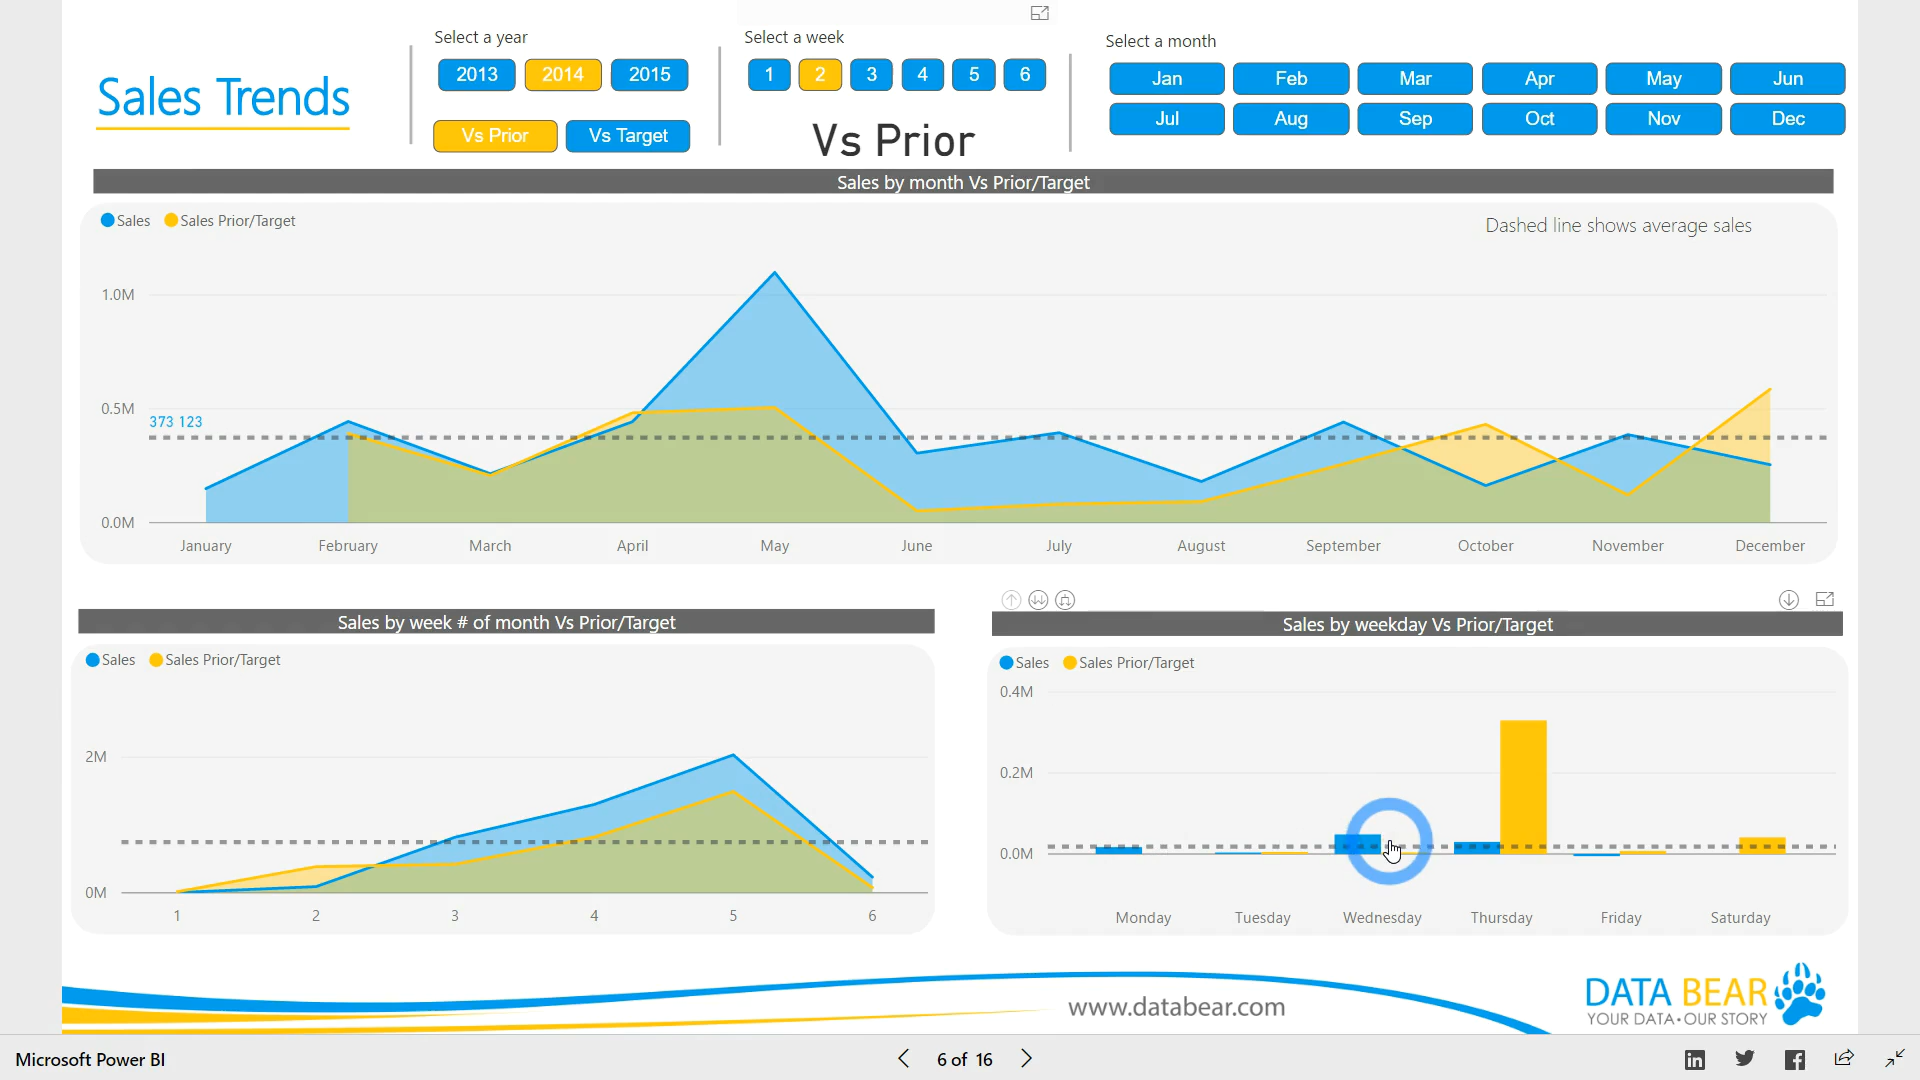 Select a year
Select a week
Select a month
2013 2014 2015
1 2 3 4 5 6
Jan Feb Mar Apr May Jun
Sales Trends
Jul Aug Sep Oct Nov Dec
Vs Prior Vs Target
Vs Prior
Sales by month Vs Prior/Target
Sales Sales Prior/Target
Dashed line shows average sales
1.0M
0.5M
373 123
0.0M
January February March April May June July August September October November December
Sales by week # of month Vs Prior/Target
Sales Sales Prior/Target
2M
0M
1 2 3 4 5 6
Sales by weekday Vs Prior/Target
Sales Sales Prior/Target
0.4M
0.2M
0.0M
Monday Tuesday Wednesday Thursday Friday Saturday
www.databear.com
DATA BEAR
YOUR DATA•OUR STORY
Microsoft Power BI
6 of 16